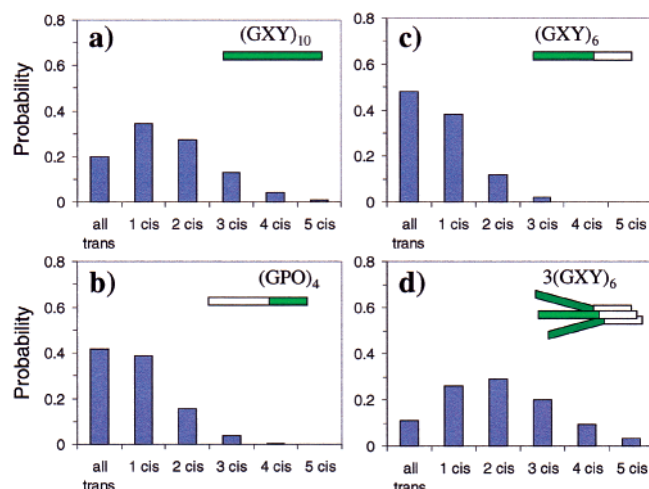 a)
(GXY)10
0.8
0.6
0.4
0.2
0
Probability
all trans
1 cis
2 cis
3 cis
4 cis
5 cis
c)
(GXY)6
0.8
0.6
0.4
0.2
0
all trans
1 cis
2 cis
3 cis
4 cis
5 cis
b)
(GPO)4
0.8
0.6
0.4
0.2
0
Probability
all trans
1 cis
2 cis
3 cis
4 cis
5 cis
d)
3(GXY)6
0.8
0.6
0.4
0.2
0
all trans
1 cis
2 cis
3 cis
4 cis
5 cis